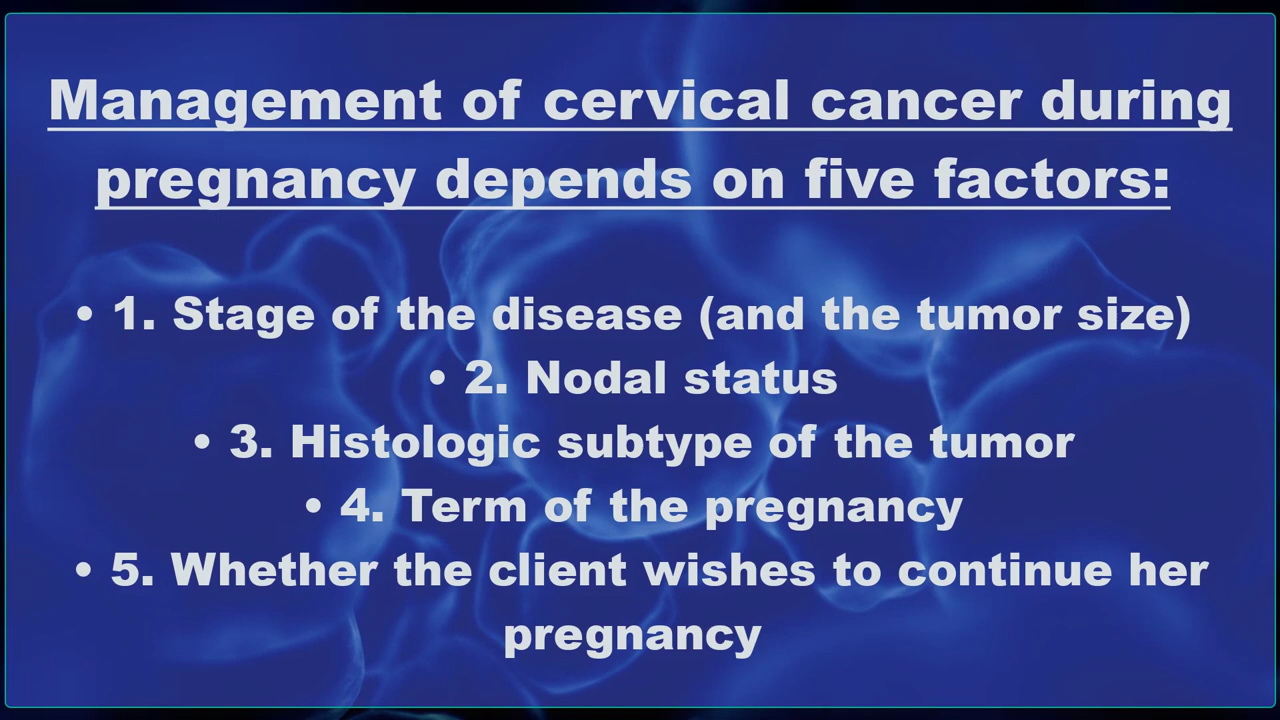 Management of cervical cancer during
pregnancy depends on five factors:
• 1. Stage of the disease (and the tumor size)
• 2. Nodal status
• 3. Histologic subtype of the tumor
• 4. Term of the pregnancy
• 5. Whether the client wishes to continue her
pregnancy